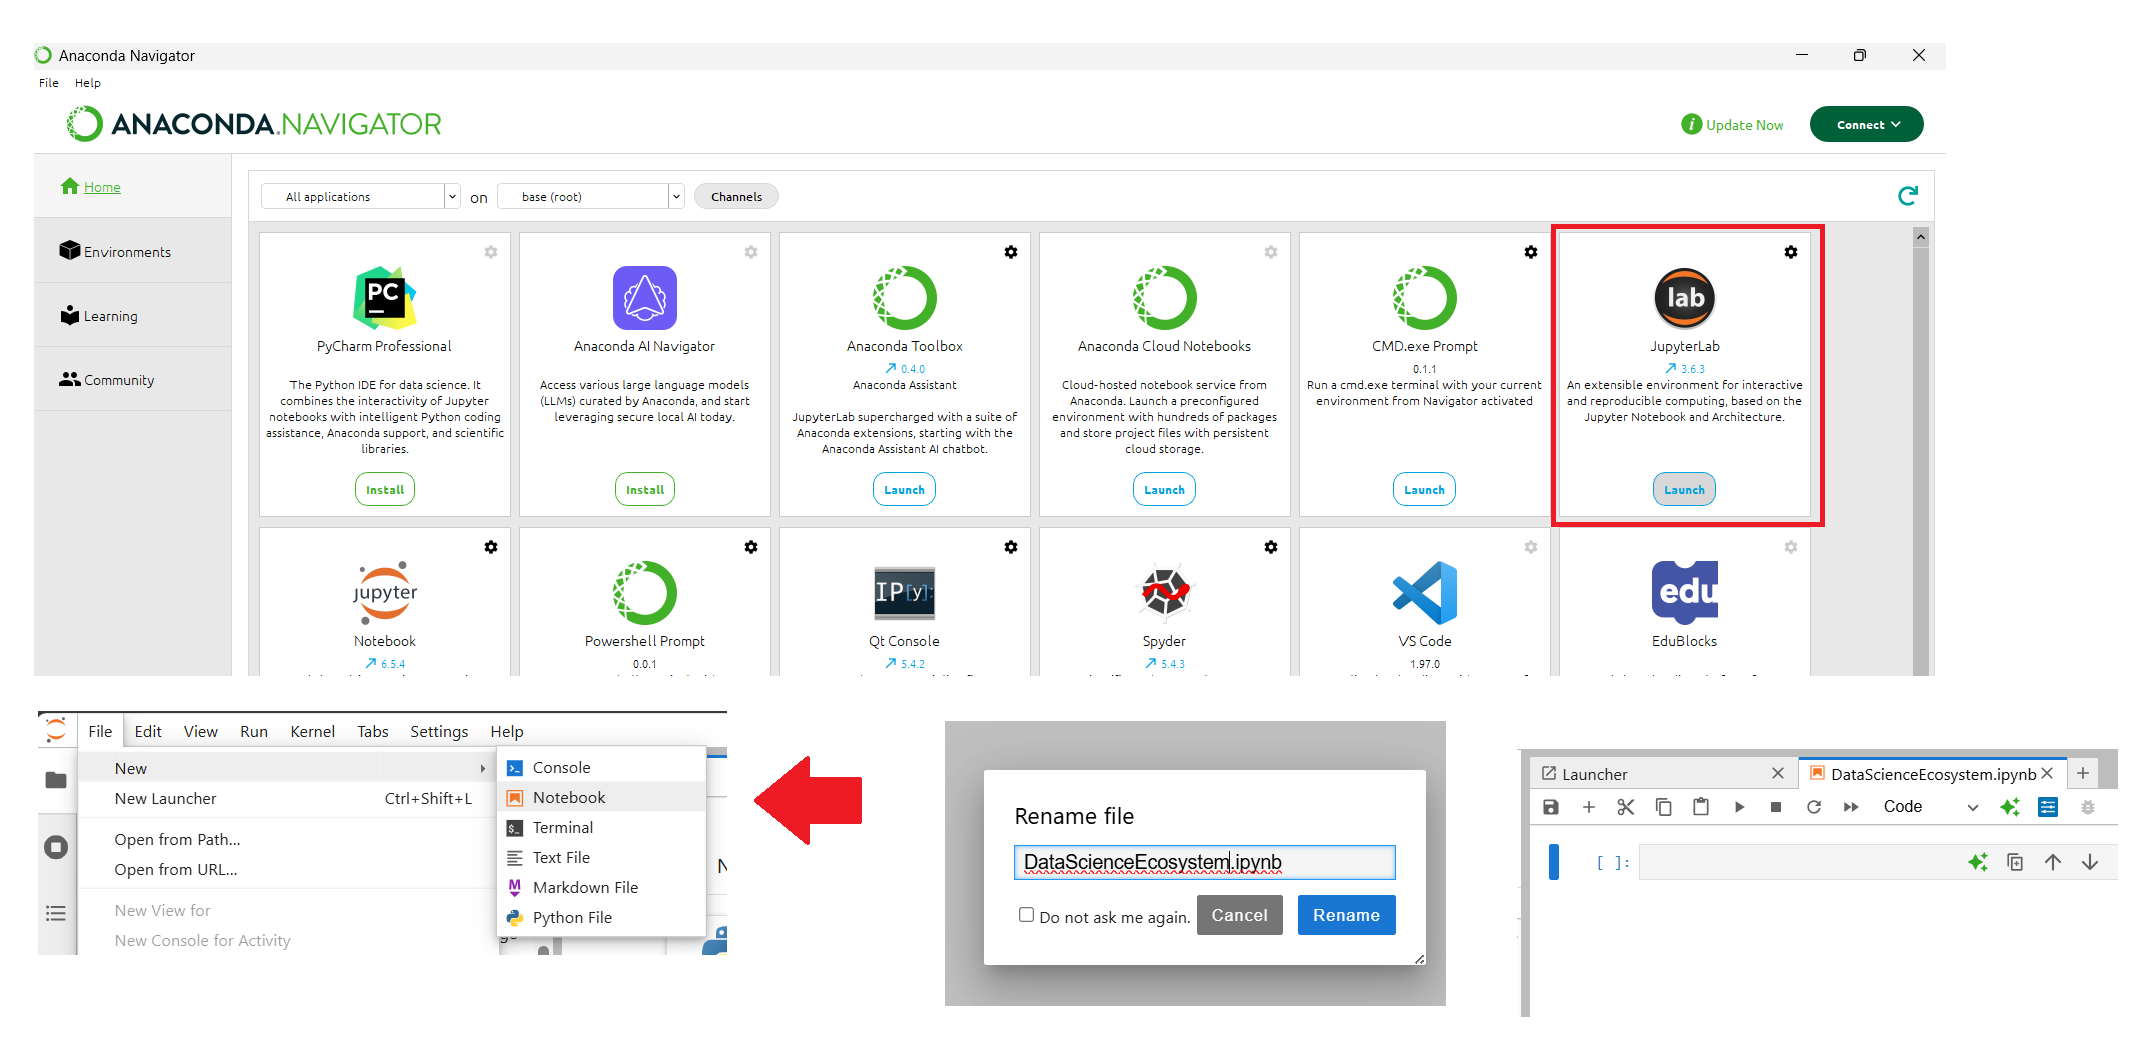 Anaconda Navigator
File Help
ANACONDA.NAVIGATOR
i Update Now Connect
Home
Environments
Learning
Community
All applications on base (root) Channels
PC
PyCharm Professional
The Python IDE for data science. It
combines the interactivity of Jupyter
notebooks with intelligent Python coding
assistance, Anaconda support, and scientific
libraries.
Install
Anaconda AI Navigator
Access various large language models
(LLMs) curated by Anaconda, and start
leveraging secure local AI today.
Install
Anaconda Toolbox
0.4.0
Anaconda Assistant
JupyterLab supercharged with a suite of
Anaconda extensions, starting with the
Anaconda Assistant AI chatbot.
Launch
Anaconda Cloud Notebooks
Cloud-hosted notebook service from
Anaconda. Launch a preconfigured
environment with hundreds of packages
and store project files with persistent
cloud storage.
Launch
CMD.exe Prompt
0.1.1
Run a cmd.exe terminal with your current
environment from Navigator activated
Launch
lab
JupyterLab
3.6.3
An extensible environment for interactive
and reproducible computing, based on the
Jupyter Notebook and Architecture.
Launch
jupyter
Notebook
6.5.4
Powershell Prompt
0.0.1
IP[y]:
Qt Console
5.4.2
Spyder
5.4.3
VS Code
1.97.0
edu
EduBlocks
File Edit View Run Kernel Tabs Settings Help
New
New Launcher Ctrl+Shift+L
Open from Path...
Open from URL...
New View for
New Console for Activity
Console
Notebook
$_ Terminal
Text File
M Markdown File
Python File
N
Rename file
DataScienceEcosystem.ipynb
Do not ask me again. Cancel Rename
Launcher DataScienceEcosystem.ipynb
Code
[ ]: